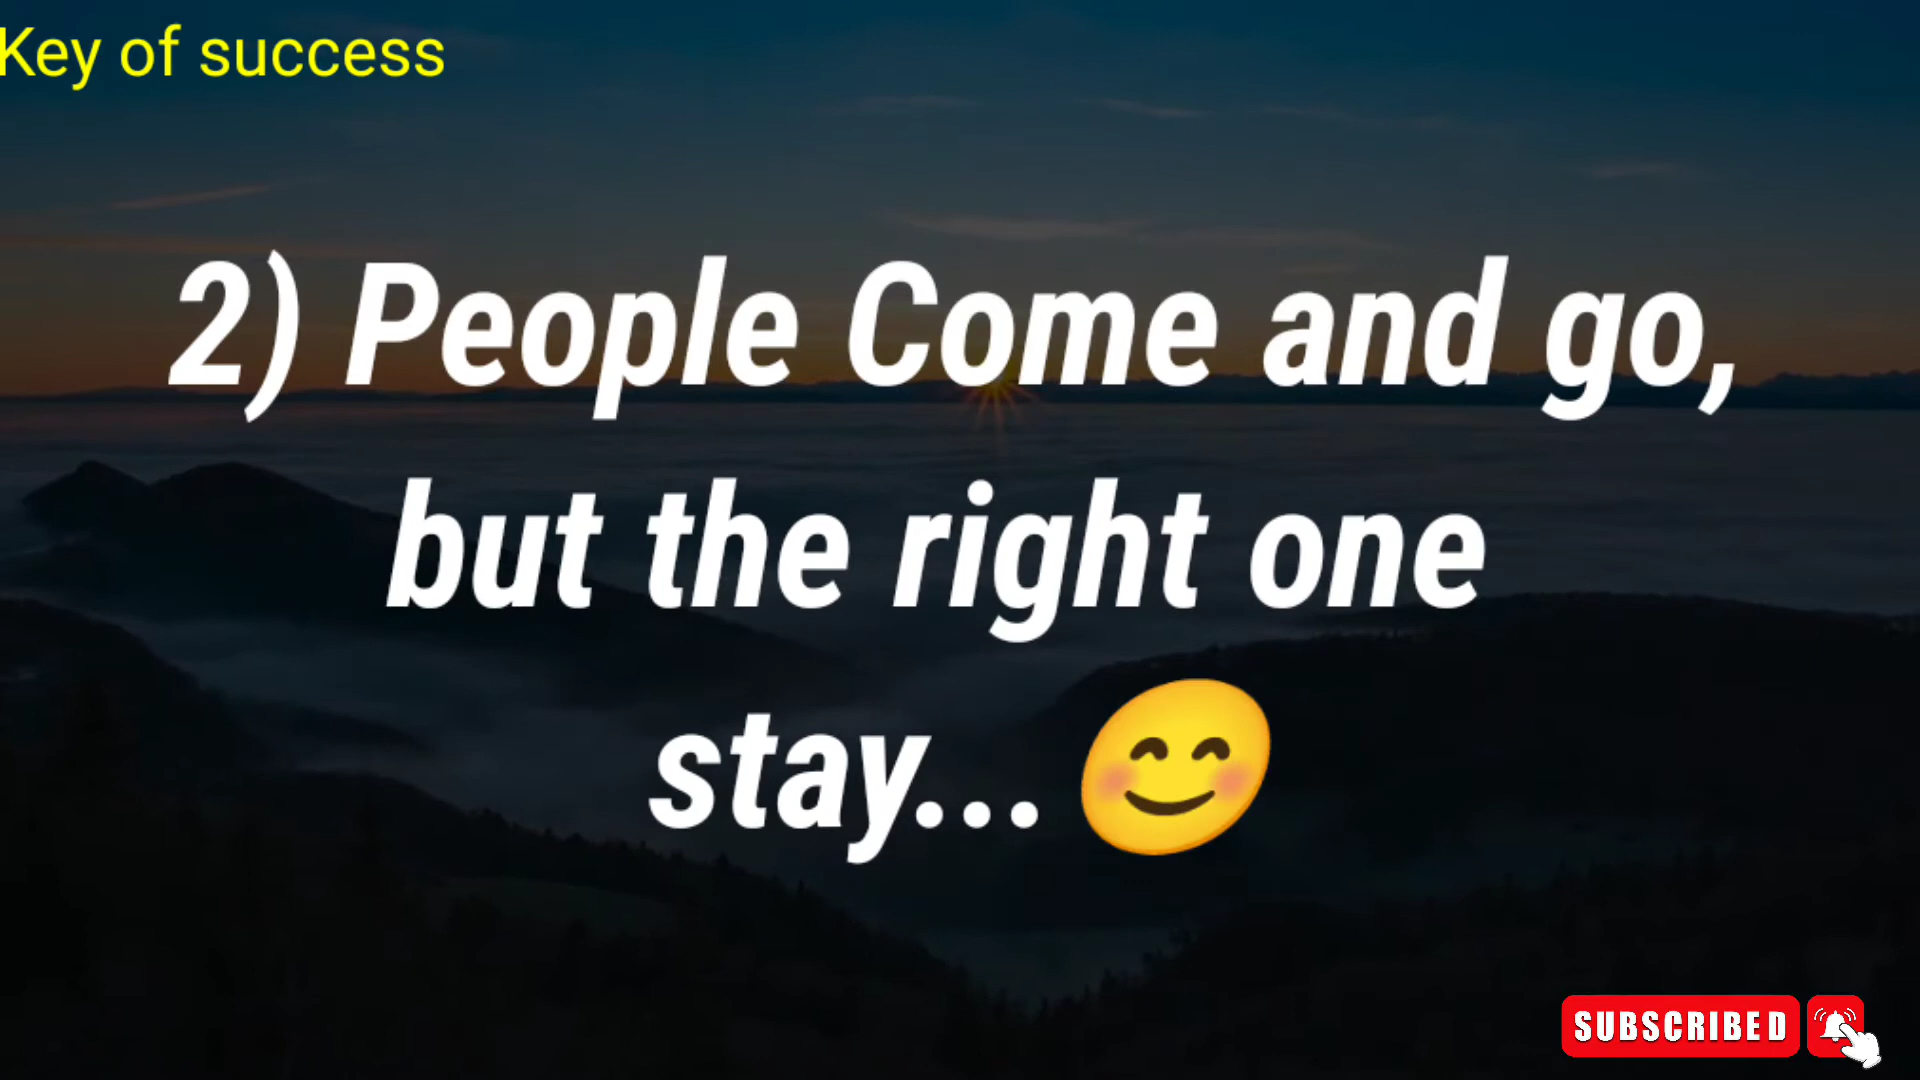 Key of success
2) People Come and go,
but the right one
stay... 😊
SUBSCRIBED